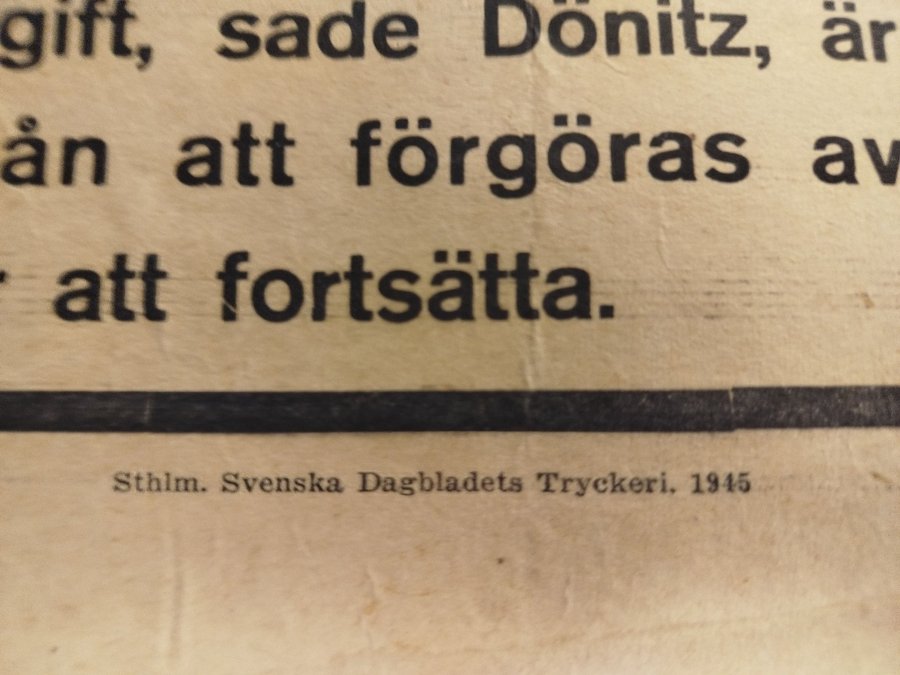 gift, sade Dönitz, är
ån att förgöras av
att fortsätta.
Sthlm. Svenska Dagbladets Tryckeri. 1945